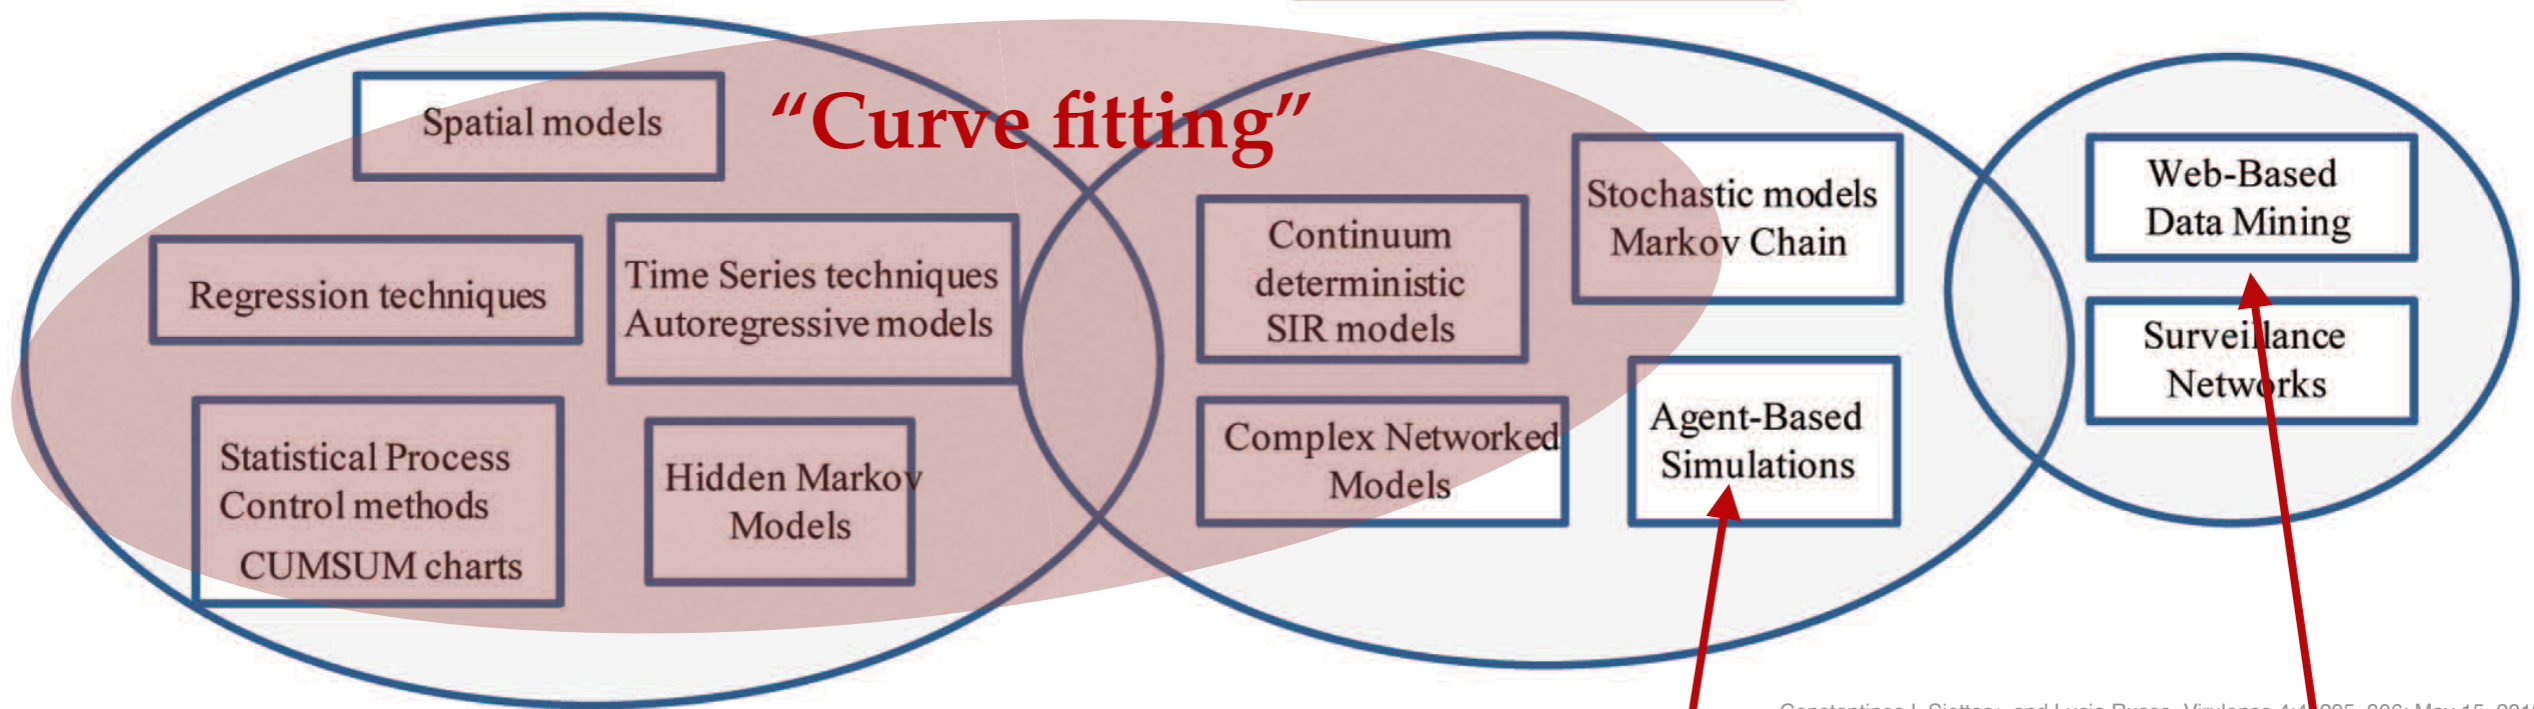 Spatial models
“Curve fitting”
Regression techniques
Time Series techniques
Autoregressive models
Statistical Process
Control methods
CUMSUM charts
Hidden Markov
Models
Continuum
deterministic
SIR models
Stochastic models
Markov Chain
Complex Networked
Models
Agent-Based
Simulations
Web-Based
Data Mining
Surveillance
Networks